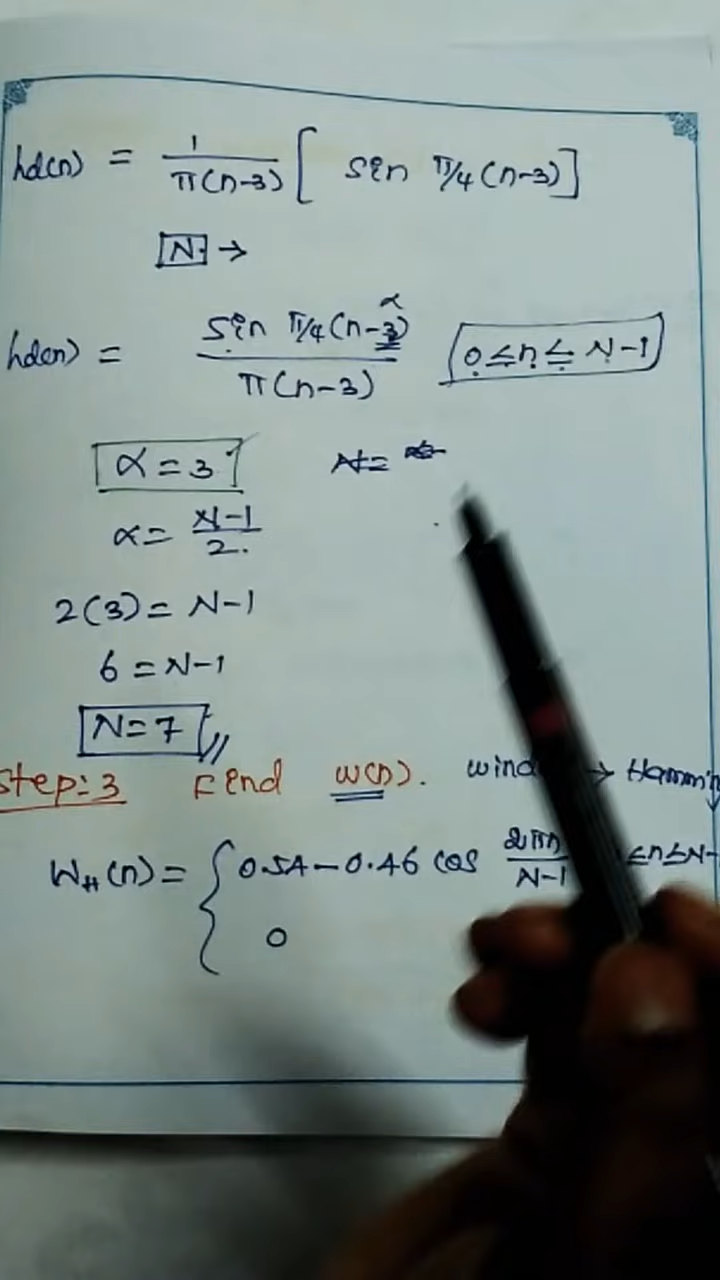 hd(n) = 1/π(n-3) [ sin π/4 (n-3) ]
N →
hd(n) = sin π/4 (n-3) / π(n-3)   0 ≤ n ≤ N-1
α
α = 3   N =
α = N-1/2.
2(3) = N-1
6 = N-1
N = 7 //
Step:3 Find w(n). → Hammin
W_H(n) = { 0.54 - 0.46 cos 2πn/N-1   ≤n≤N-
0